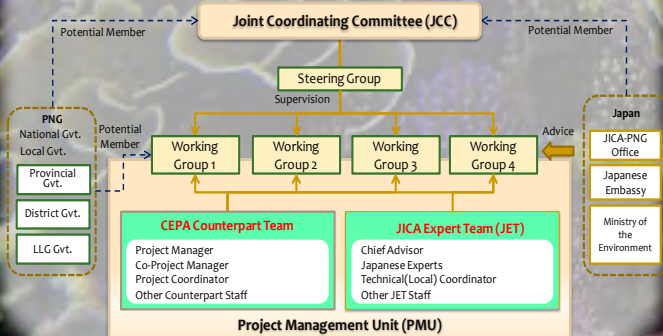 Joint Coordinating Committee (JCC)
Potential Member
Potential Member
Steering Group
Supervision
PNG
National Gvt.
Local Gvt.
Provincial
Gvt.
District Gvt.
LLG Gvt.
Potential
Member
Working
Group 1
Working
Group 2
Working
Group 3
Working
Group 4
Advice
Japan
JICA-PNG
Office
Japanese
Embassy
Ministry of
the
Environment
CEPA Counterpart Team
Project Manager
Co-Project Manager
Project Coordinator
Other Counterpart Staff
JICA Expert Team (JET)
Chief Advisor
Japanese Experts
Technical(Local) Coordinator
Other JET Staff
Project Management Unit (PMU)